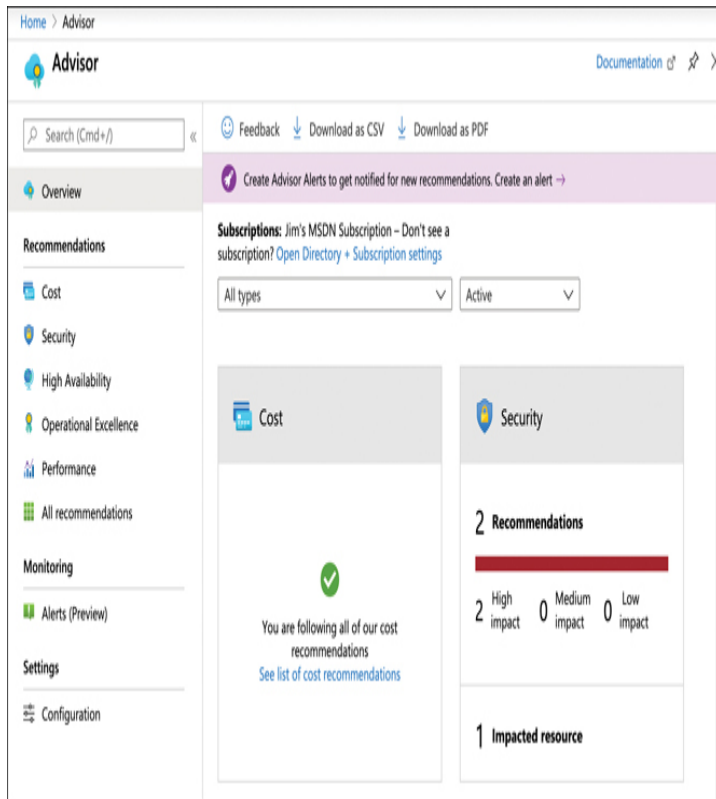 Home > Advisor
Advisor
Documentation
Search (Cmd+/)
«
Feedback
Download as CSV
Download as PDF
Overview
Create Advisor Alerts to get notified for new recommendations. Create an alert →
Subscriptions: Jim's MSDN Subscription – Don't see a
subscription? Open Directory + Subscription settings
All types
Active
Recommendations
Cost
Security
High Availability
Operational Excellence
Performance
All recommendations
Monitoring
Alerts (Preview)
Settings
Configuration
Cost
You are following all of our cost
recommendations
See list of cost recommendations
Security
2 Recommendations
2 High impact 0 Medium impact 0 Low impact
1 Impacted resource